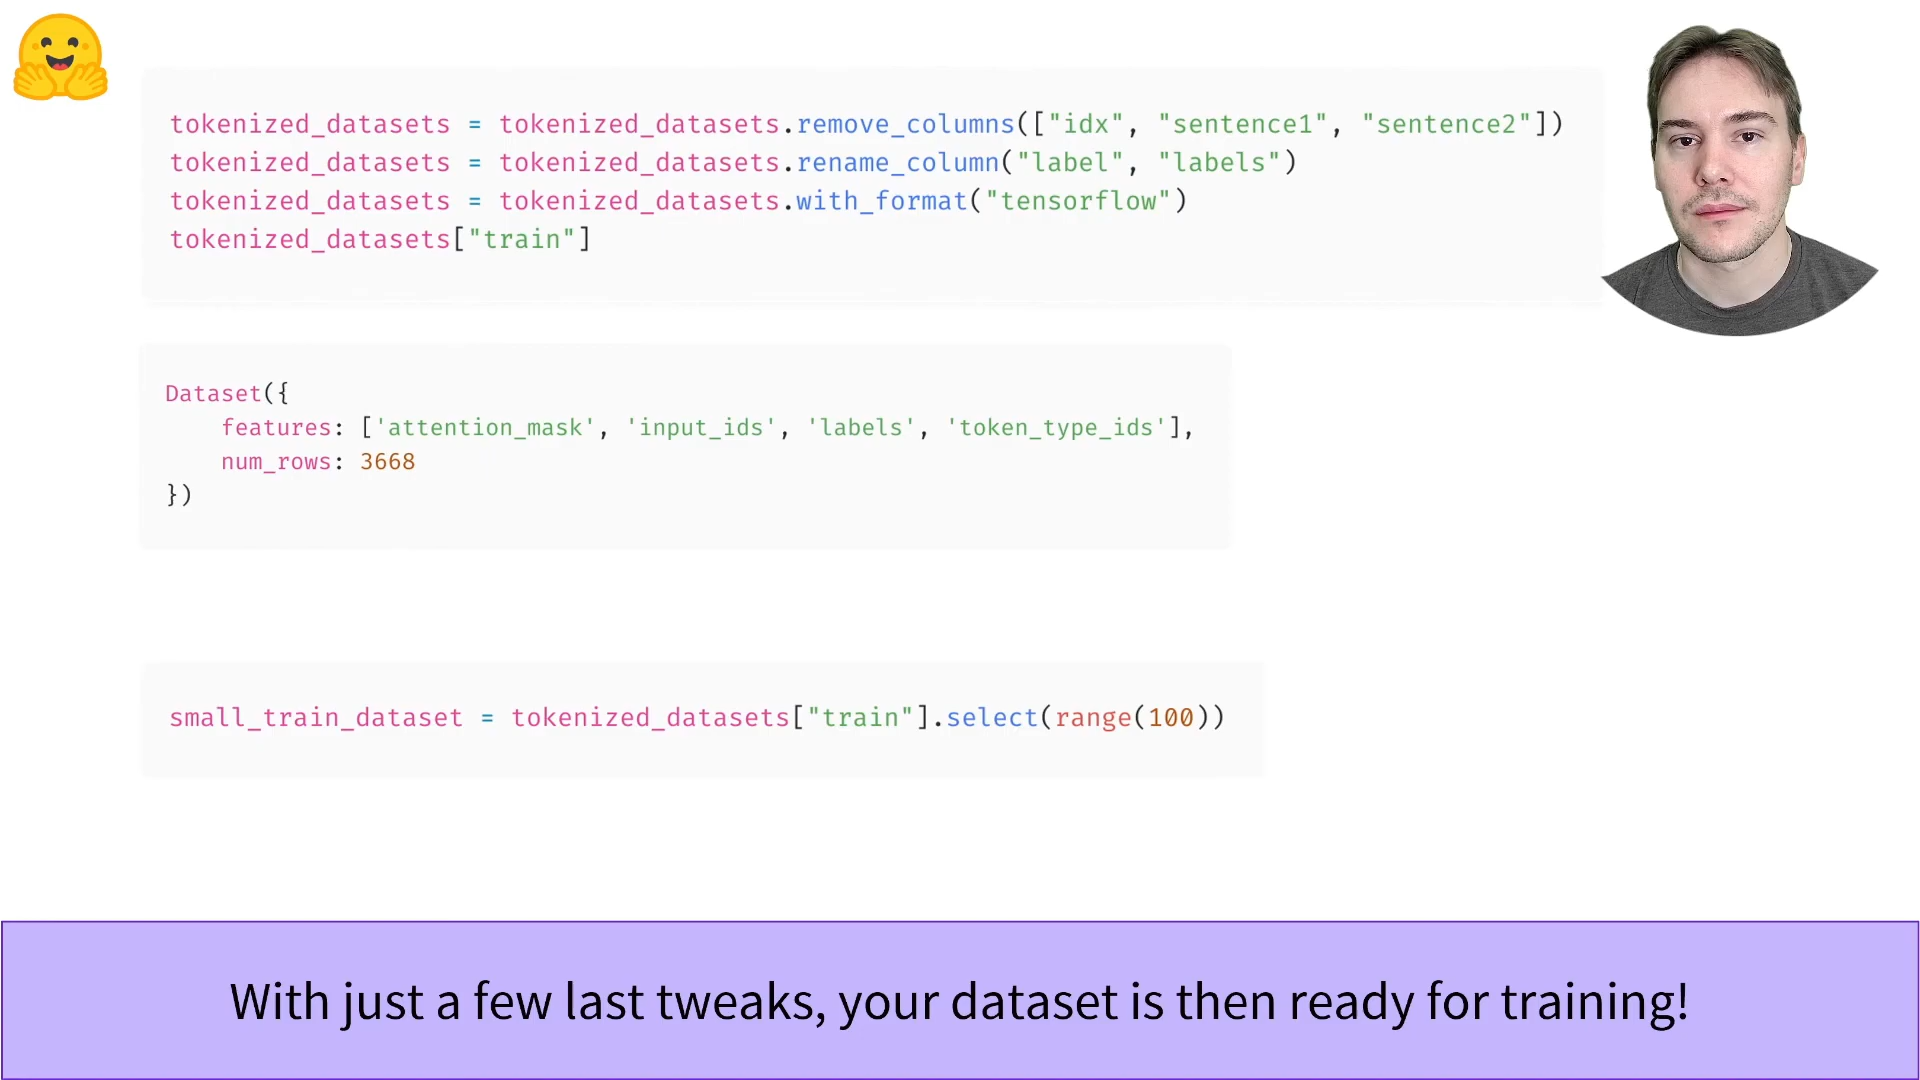 tokenized_datasets = tokenized_datasets.remove_columns(["idx", "sentence1", "sentence2"])
tokenized_datasets = tokenized_datasets.rename_column("label", "labels")
tokenized_datasets = tokenized_datasets.with_format("tensorflow")
tokenized_datasets["train"]
Dataset({
    features: ['attention_mask', 'input_ids', 'labels', 'token_type_ids'],
    num_rows: 3668
})
small_train_dataset = tokenized_datasets["train"].select(range(100))
With just a few last tweaks, your dataset is then ready for training!